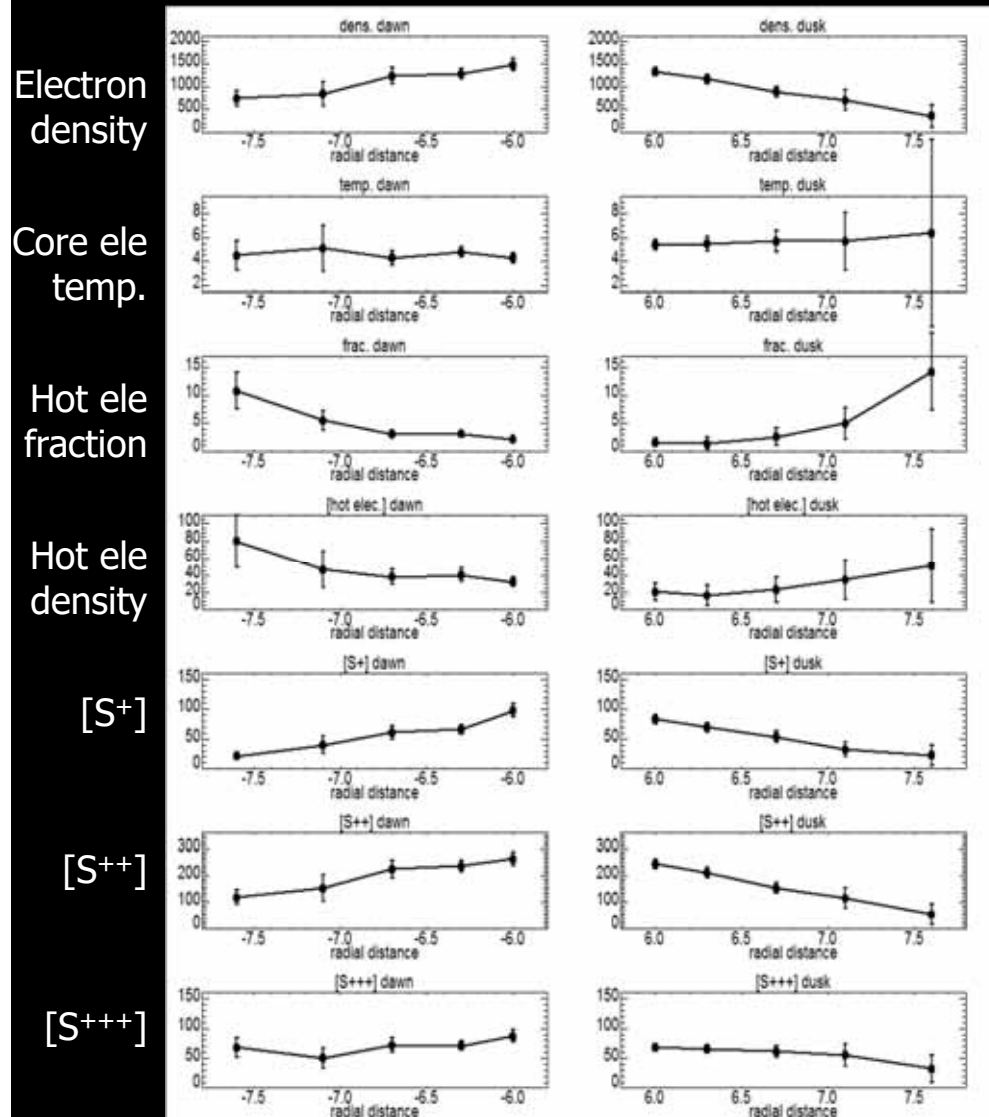 Electron
density
dens. dawn
2000
1500
1000
500
0
-7.5 -7.0 -6.5 -6.0
radial distance
dens. dusk
2000
1500
1000
500
0
6.0 6.5 7.0 7.5
radial distance
Core ele
temp.
temp. dawn
8
6
4
2
-7.5 -7.0 -6.5 -6.0
radial distance
temp. dusk
8
6
4
2
6.0 6.5 7.0 7.5
radial distance
Hot ele
fraction
frac. dawn
15
10
5
0
-7.5 -7.0 -6.5 -6.0
radial distance
frac. dusk
15
10
5
0
6.0 6.5 7.0 7.5
radial distance
Hot ele
density
[hot elec.] dawn
100
80
60
40
20
0
-7.5 -7.0 -6.5 -6.0
radial distance
[hot elec.] dusk
100
80
60
40
20
0
6.0 6.5 7.0 7.5
radial distance
[S⁺]
[S+] dawn
150
100
50
0
-7.5 -7.0 -6.5 -6.0
radial distance
[S+] dusk
150
100
50
0
6.0 6.5 7.0 7.5
radial distance
[S⁺⁺]
[S++] dawn
300
200
100
0
-7.5 -7.0 -6.5 -6.0
radial distance
[S++] dusk
300
200
100
0
6.0 6.5 7.0 7.5
radial distance
[S⁺⁺⁺]
[S+++] dawn
150
100
50
0
-7.5 -7.0 -6.5 -6.0
radial distance
[S+++] dusk
150
100
50
0
6.0 6.5 7.0 7.5
radial distance